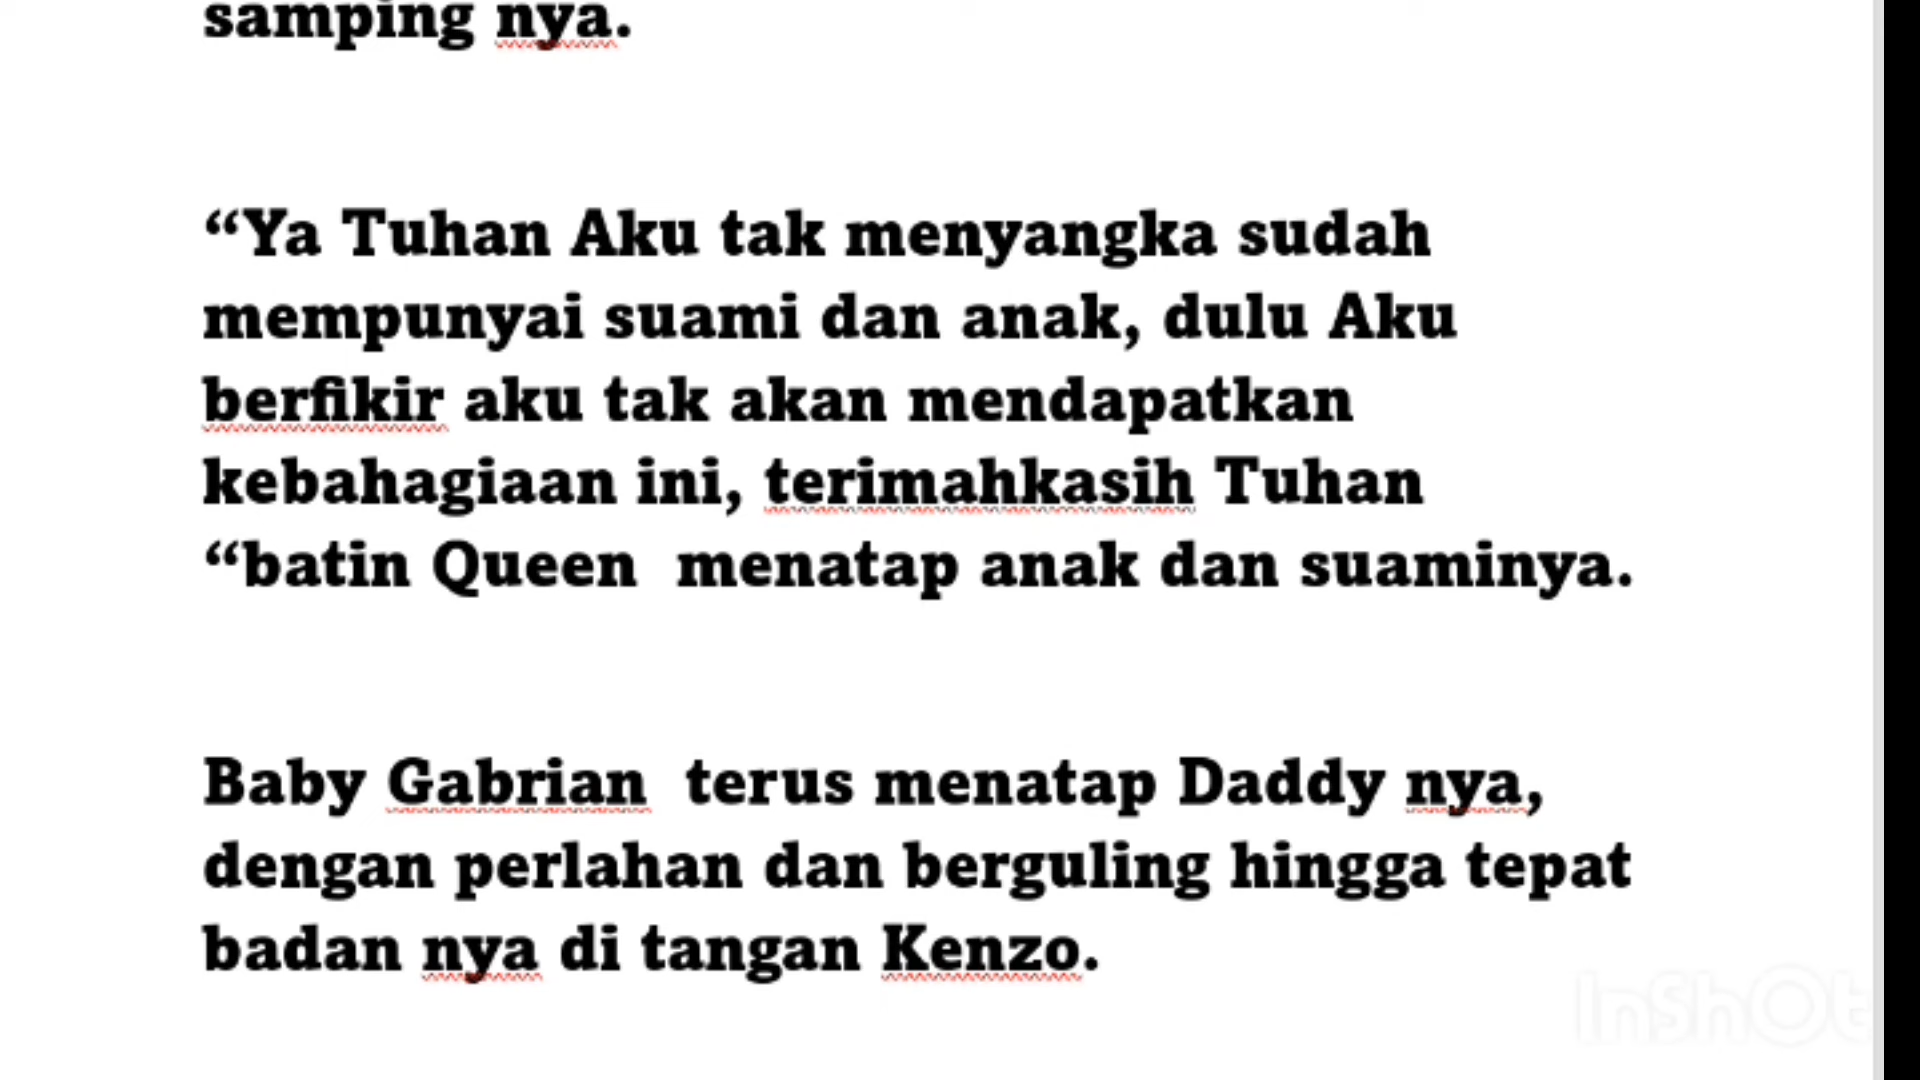 samping nya.
“Ya Tuhan Aku tak menyangka sudah
mempunyai suami dan anak, dulu Aku
berfikir aku tak akan mendapatkan
kebahagiaan ini, terimahkasih Tuhan
“batin Queen  menatap anak dan suaminya.
Baby Gabrian  terus menatap Daddy nya,
dengan perlahan dan berguling hingga tepat
badan nya di tangan Kenzo.
InShOt